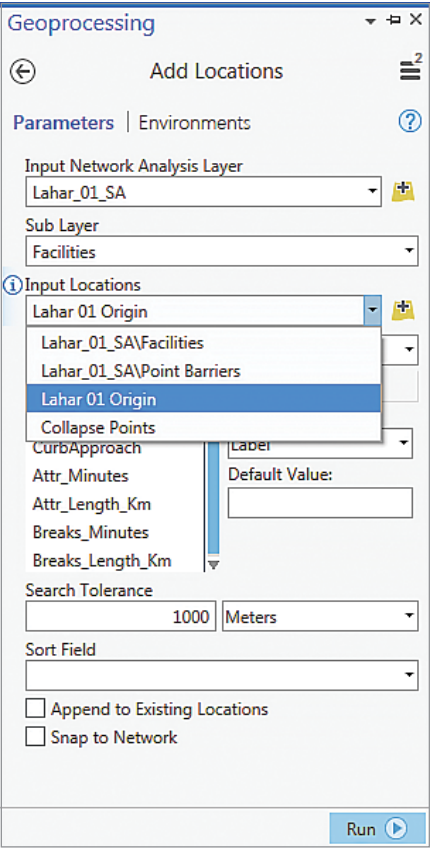 Geoprocessing
Add Locations
2
Parameters | Environments
?
Input Network Analysis Layer
Lahar_01_SA
Sub Layer
Facilities
Input Locations
Lahar 01 Origin
Lahar_01_SA\Facilities
Lahar_01_SA\Point Barriers
Lahar 01 Origin
Collapse Points
CurbApproach
Label
Attr_Minutes
Default Value:
Attr_Length_Km
Breaks_Minutes
Breaks_Length_Km
Search Tolerance
1000 Meters
Sort Field
Append to Existing Locations
Snap to Network
Run